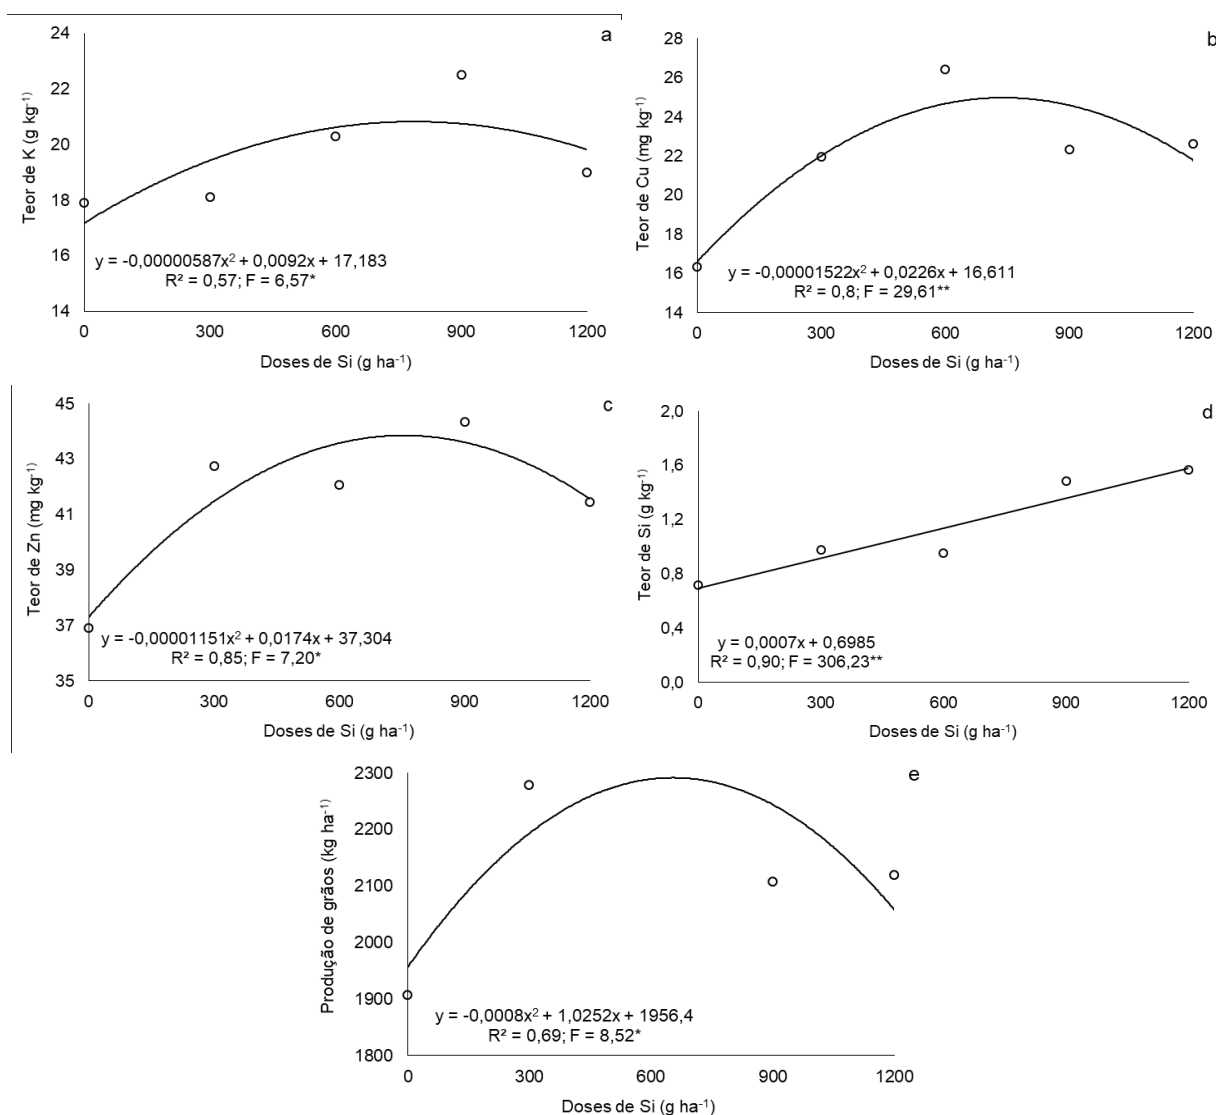 a
24
22
20
18
16
14
Teor de K (g kg⁻¹)
y = -0,00000587x² + 0,0092x + 17,183
R² = 0,57; F = 6,57*
0 300 600 900 1200
Doses de Si (g ha⁻¹)
b
28
26
24
22
20
18
16
14
Teor de Cu (mg kg⁻¹)
y = -0,00001522x² + 0,0226x + 16,611
R² = 0,8; F = 29,61**
0 300 600 900 1200
Doses de Si (g ha⁻¹)
c
45
43
41
39
37
35
Teor de Zn (mg kg⁻¹)
y = -0,00001151x² + 0,0174x + 37,304
R² = 0,85; F = 7,20*
0 300 600 900 1200
Doses de Si (g ha⁻¹)
d
2,0
1,6
1,2
0,8
0,4
0,0
Teor de Si (g kg⁻¹)
y = 0,0007x + 0,6985
R² = 0,90; F = 306,23**
0 300 600 900 1200
Doses de Si (g ha⁻¹)
e
2300
2200
2100
2000
1900
1800
Produção de grãos (kg ha⁻¹)
y = -0,0008x² + 1,0252x + 1956,4
R² = 0,69; F = 8,52*
0 300 600 900 1200
Doses de Si (g ha⁻¹)